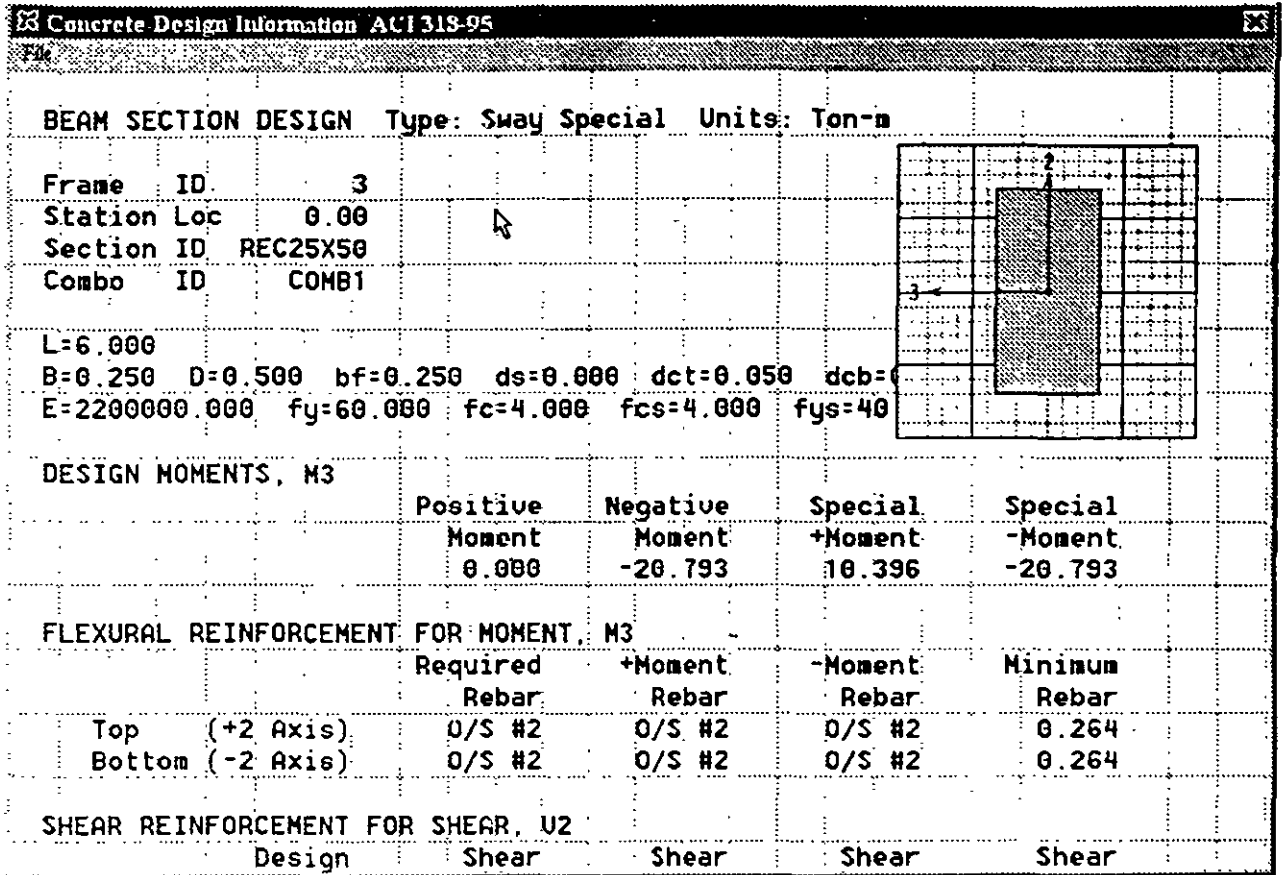 Concrete Design Information ACI 318-95
File
BEAM SECTION DESIGN Type: Sway Special Units: Ton-m
Frame ID 3
Station Loc 0.00
Section ID REC25X50
Combo ID COMB1
2
3
L=6.000
B=0.250 D=0.500 bf=0.250 ds=0.000 dct=0.050 dcb=
E=2200000.000 fy=60.000 fc=4.000 fcs=4.000 fys=40
DESIGN MOMENTS, M3
Positive Negative Special Special
Moment Moment +Moment -Moment
0.000 -20.793 10.396 -20.793
FLEXURAL REINFORCEMENT FOR MOMENT, M3
Required +Moment -Moment Minimum
Rebar Rebar Rebar Rebar
Top (+2 Axis) O/S #2 O/S #2 O/S #2 0.264
Bottom (-2 Axis) O/S #2 O/S #2 O/S #2 0.264
SHEAR REINFORCEMENT FOR SHEAR, V2
Design Shear Shear Shear Shear